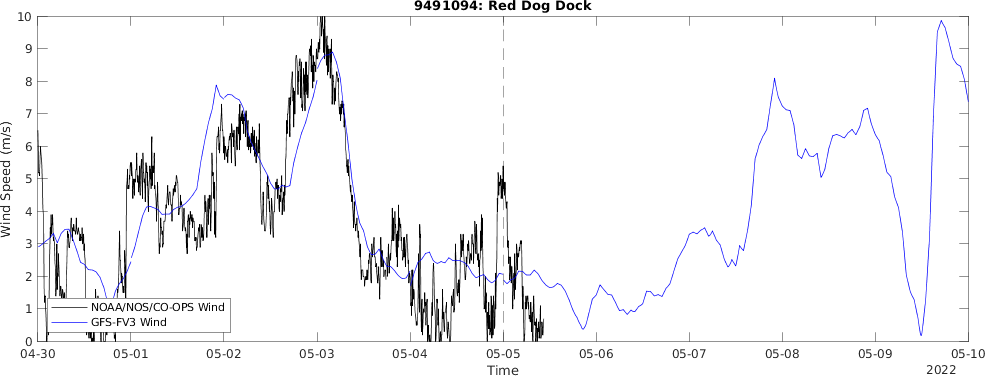 9491094: Red Dog Dock
10
9
8
7
6
5
4
3
2
1
0
Wind Speed (m/s)
NOAA/NOS/CO-OPS Wind
GFS-FV3 Wind
04-30 05-01 05-02 05-03 05-04 05-05 05-06 05-07 05-08 05-09 05-10
Time
2022